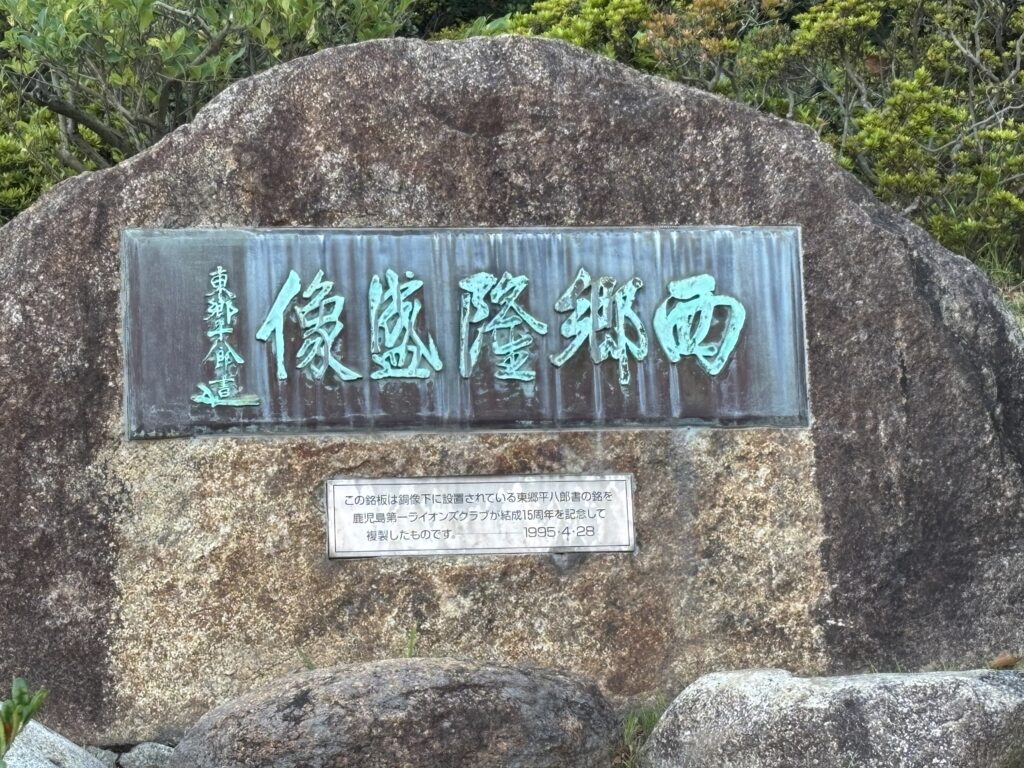 西郷隆盛像
東郷平八郎書
この銘板は銅像下に設置されている東郷平八郎書の銘を
鹿児島第一ライオンズクラブが結成15周年を記念して
複製したものです。 1995・4・28